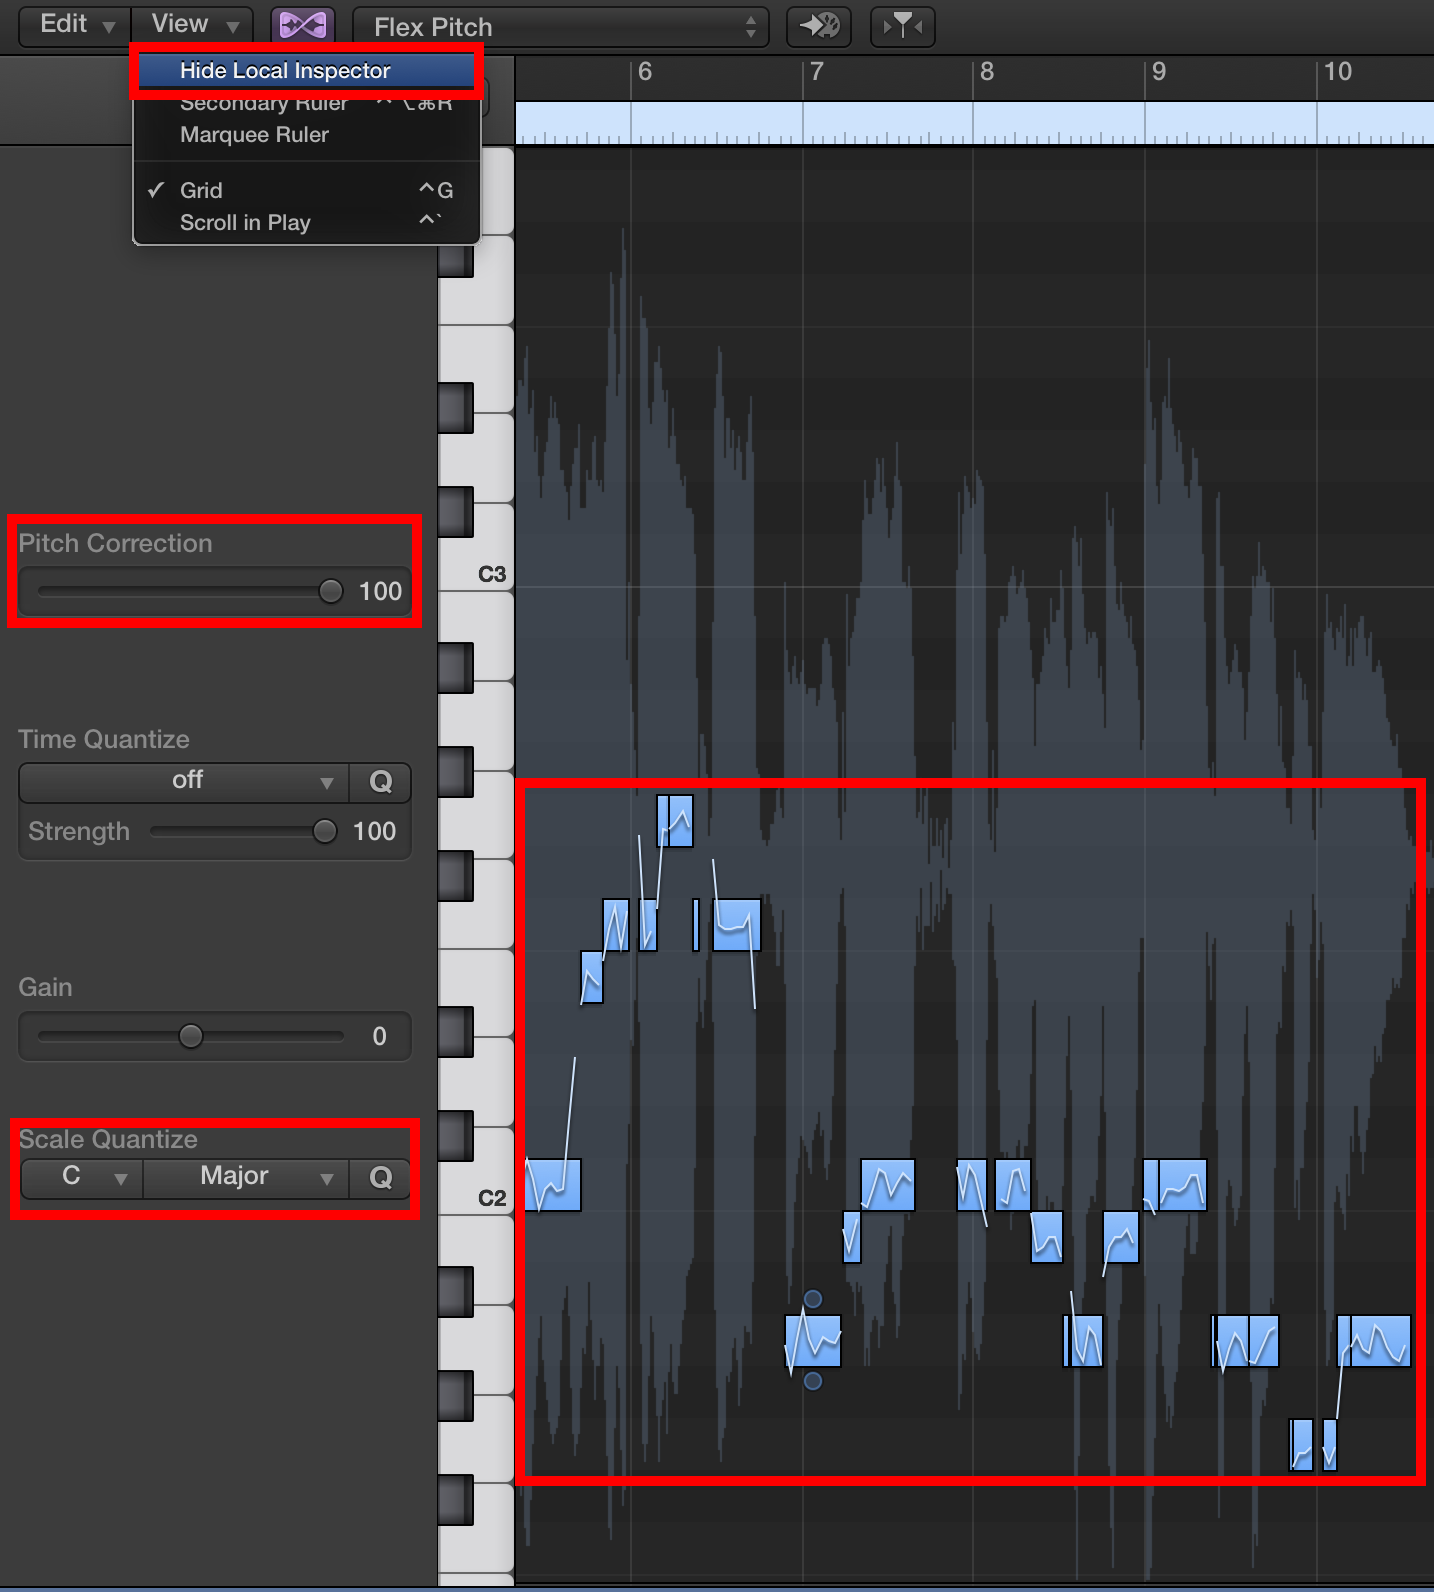 Edit View Flex Pitch
Hide Local Inspector
Secondary Ruler ^⌥⌘R
Marquee Ruler
✓ Grid ^G
Scroll in Play ^`
6 7 8 9 10
Pitch Correction
100
C3
Time Quantize
off Q
Strength 100
Gain
0
Scale Quantize
C Major Q
C2